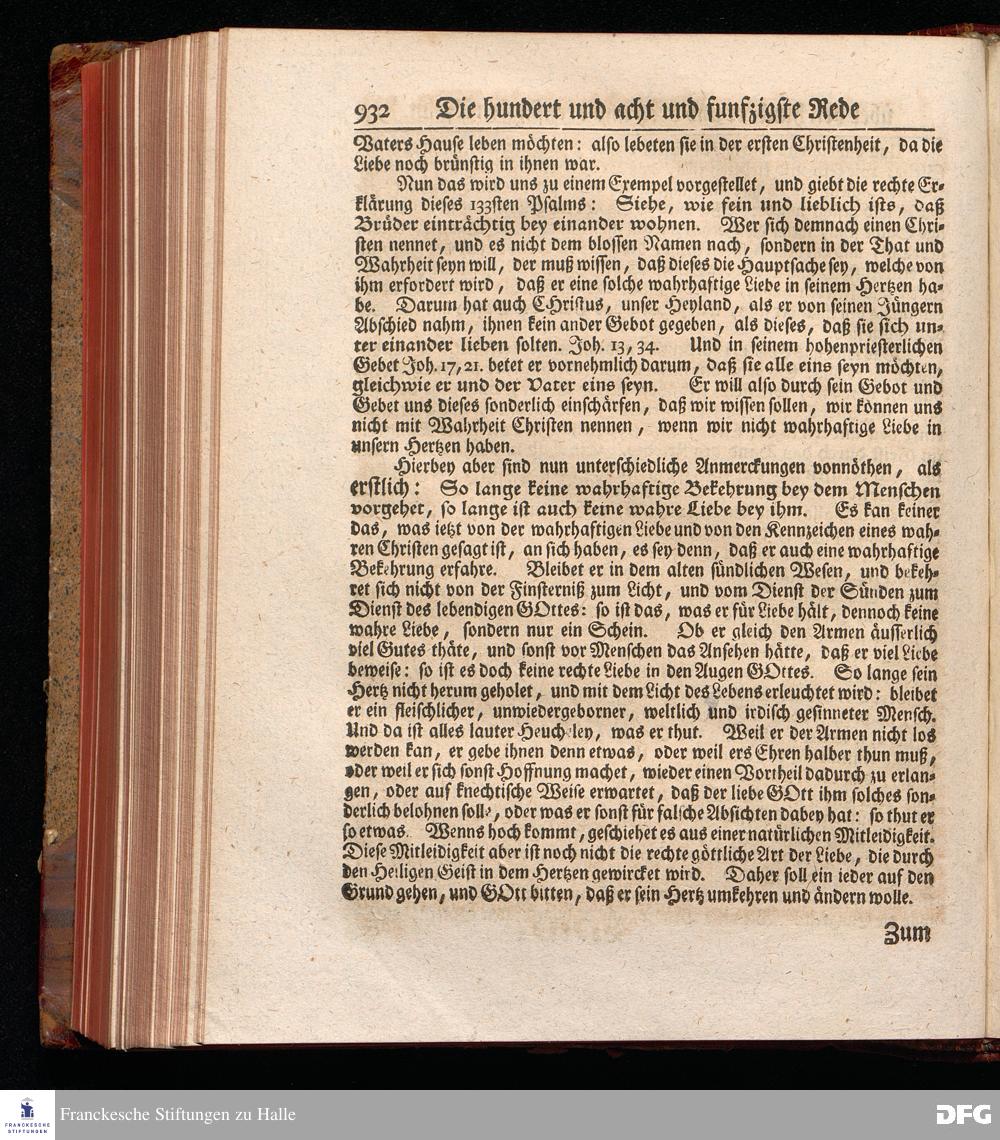 932 Die hundert und acht und funfzigste Rede
Vaters Hause leben möchten: also lebeten sie in der ersten Christenheit, da die
Liebe noch brünstig in ihnen war.
Nun das wird uns zu einem Exempel vorgestellet, und giebt die rechte Er-
klärung dieses 133sten Psalms: Siehe, wie fein und lieblich ists, daß
Brüder einträchtig bey einander wohnen. Wer sich demnach einen Chri-
sten nennet, und es nicht dem blossen Namen nach, sondern in der That und
Wahrheit seyn will, der muß wissen, daß dieses die Hauptsache sey, welche von
ihm erfordert wird, daß er eine solche wahrhaftige Liebe in seinem Hertzen ha-
be. Darum hat auch CHristus, unser Heyland, als er von seinen Jüngern
Abschied nahm, ihnen kein ander Gebot gegeben, als dieses, daß sie sich un-
ter einander lieben solten. Joh. 13, 34. Und in seinem hohenpriesterlichen
Gebet Joh. 17, 21. betet er vornehmlich darum, daß sie alle eins seyn möchten,
gleichwie er und der Vater eins seyn. Er will also durch sein Gebot und
Gebet uns dieses sonderlich einschärfen, daß wir wissen sollen, wir können uns
nicht mit Wahrheit Christen nennen, wenn wir nicht wahrhaftige Liebe in
unsern Hertzen haben.
Hierbey aber sind nun unterschiedliche Anmerckungen vonnöthen, als
erstlich: So lange keine wahrhaftige Bekehrung bey dem Menschen
vorgehet, so lange ist auch keine wahre Liebe bey ihm. Es kan keiner
das, was ietzt von der wahrhaftigen Liebe und von den Kennzeichen eines wah-
ren Christen gesagt ist, an sich haben, es sey denn, daß er auch eine wahrhaftige
Bekehrung erfahre. Bleibet er in dem alten sündlichen Wesen, und bekeh-
ret sich nicht von der Finsterniß zum Licht, und vom Dienst der Sünden zum
Dienst des lebendigen GOttes: so ist das, was er für Liebe hält, dennoch keine
wahre Liebe, sondern nur ein Schein. Ob er gleich den Armen äusserlich
viel Gutes thäte, und sonst vor Menschen das Ansehen hätte, daß er viel Liebe
beweise: so ist es doch keine rechte Liebe in den Augen GOttes. So lange sein
Hertz nicht herum geholet, und mit dem Licht des Lebens erleuchtet wird: bleibet
er ein fleischlicher, unwiedergeborner, weltlich und irdisch gesinneter Mensch.
Und da ist alles lauter Heucheley, was er thut. Weil er der Armen nicht los
werden kan, er gebe ihnen denn etwas, oder weil ers Ehren halber thun muß,
oder weil er sich sonst Hoffnung machet, wieder einen Vortheil dadurch zu erlan-
gen, oder auf knechtische Weise erwartet, daß der liebe GOtt ihm solches son-
derlich belohnen solle, oder was er sonst für falsche Absichten dabey hat: so thut er
so etwas. Wenns hoch kommt, geschiehet es aus einer natürlichen Mitleidigkeit.
Diese Mitleidigkeit aber ist noch nicht die rechte göttliche Art der Liebe, die durch
den Heiligen Geist in dem Hertzen gewircket wird. Daher soll ein ieder auf den
Grund gehen, und GOtt bitten, daß er sein Hertz umkehren und ändern wolle.
Zum
FRANCKESCHE
STIFTUNGEN
Franckesche Stiftungen zu Halle
DFG